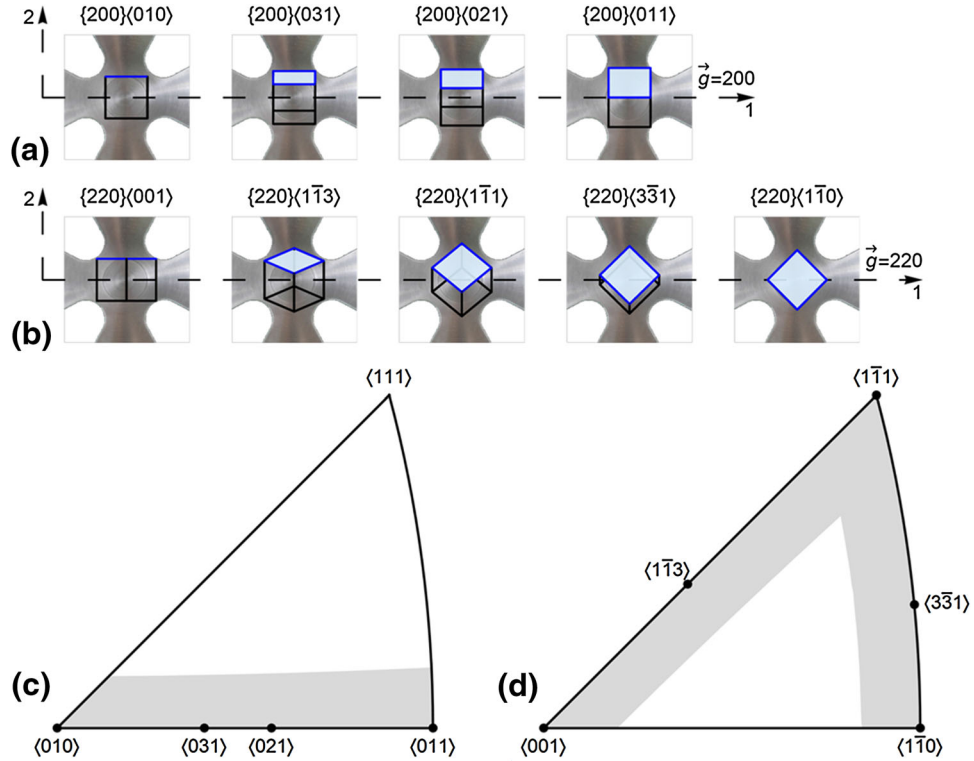 {200}⟨010⟩ {200}⟨031⟩ {200}⟨021⟩ {200}⟨011⟩
2
g⃗=200
1
(a)
{220}⟨001⟩ {220}⟨11̅3⟩ {220}⟨11̅1⟩ {220}⟨33̅1⟩ {220}⟨11̅0⟩
2
g⃗=220
1
(b)
⟨111⟩ ⟨11̅1⟩
⟨11̅3⟩ ⟨33̅1⟩
(c) (d)
⟨010⟩ ⟨031⟩ ⟨021⟩ ⟨011⟩ ⟨001⟩ ⟨11̅0⟩